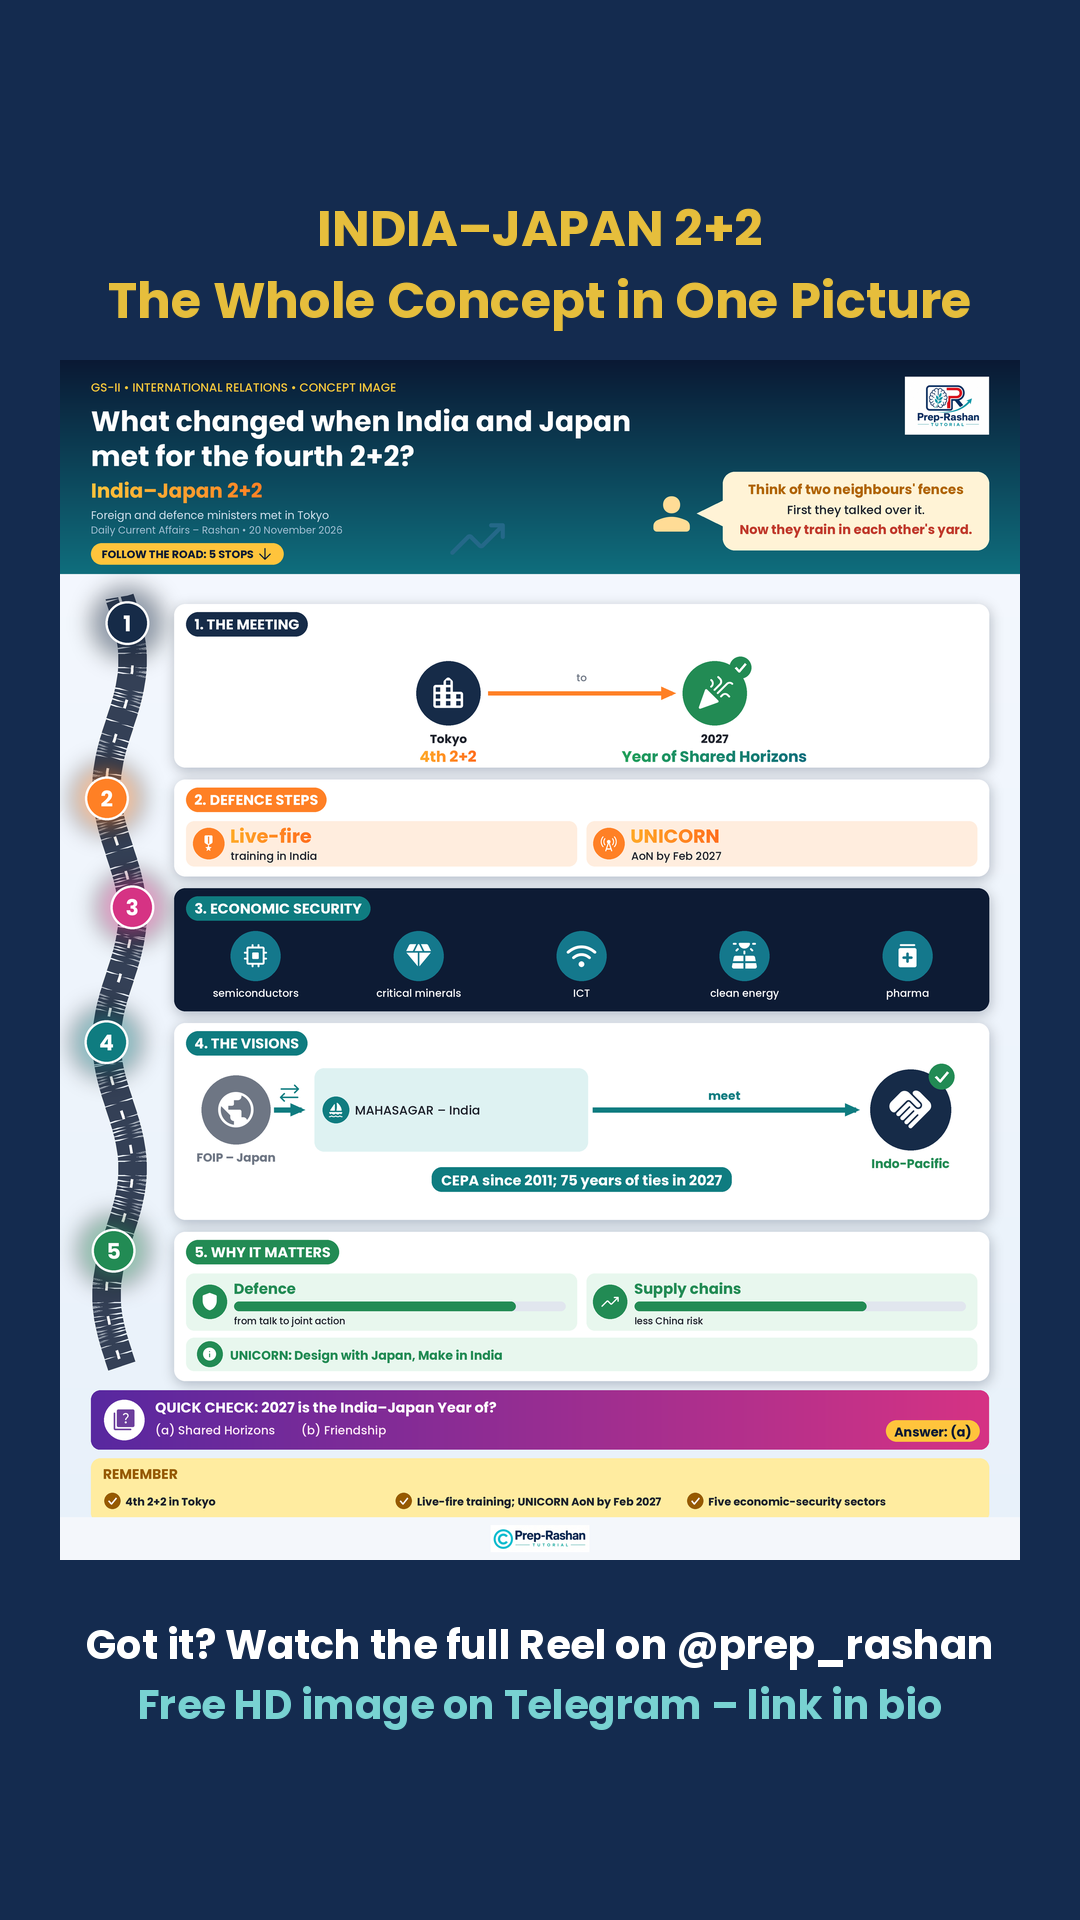 INDIA–JAPAN 2+2
The Whole Concept in One Picture
GS-II • INTERNATIONAL RELATIONS • CONCEPT IMAGE
What changed when India and Japan
met for the fourth 2+2?
India–Japan 2+2
Foreign and defence ministers met in Tokyo
Daily Current Affairs – Rashan • 20 November 2026
FOLLOW THE ROAD: 5 STOPS
Prep-Rashan
TUTORIAL
Think of two neighbours' fences
First they talked over it.
Now they train in each other's yard.
1
1. THE MEETING
to
Tokyo
4th 2+2
2027
Year of Shared Horizons
2
2. DEFENCE STEPS
Live-fire
training in India
UNICORN
AoN by Feb 2027
3
3. ECONOMIC SECURITY
semiconductors
critical minerals
ICT
clean energy
pharma
4
4. THE VISIONS
FOIP – Japan
MAHASAGAR – India
meet
Indo-Pacific
CEPA since 2011; 75 years of ties in 2027
5
5. WHY IT MATTERS
Defence
from talk to joint action
Supply chains
less China risk
UNICORN: Design with Japan, Make in India
QUICK CHECK: 2027 is the India–Japan Year of?
(a) Shared Horizons (b) Friendship
Answer: (a)
REMEMBER
4th 2+2 in Tokyo
Live-fire training; UNICORN AoN by Feb 2027
Five economic-security sectors
© Prep-Rashan
TUTORIAL
Got it? Watch the full Reel on @prep_rashan
Free HD image on Telegram – link in bio